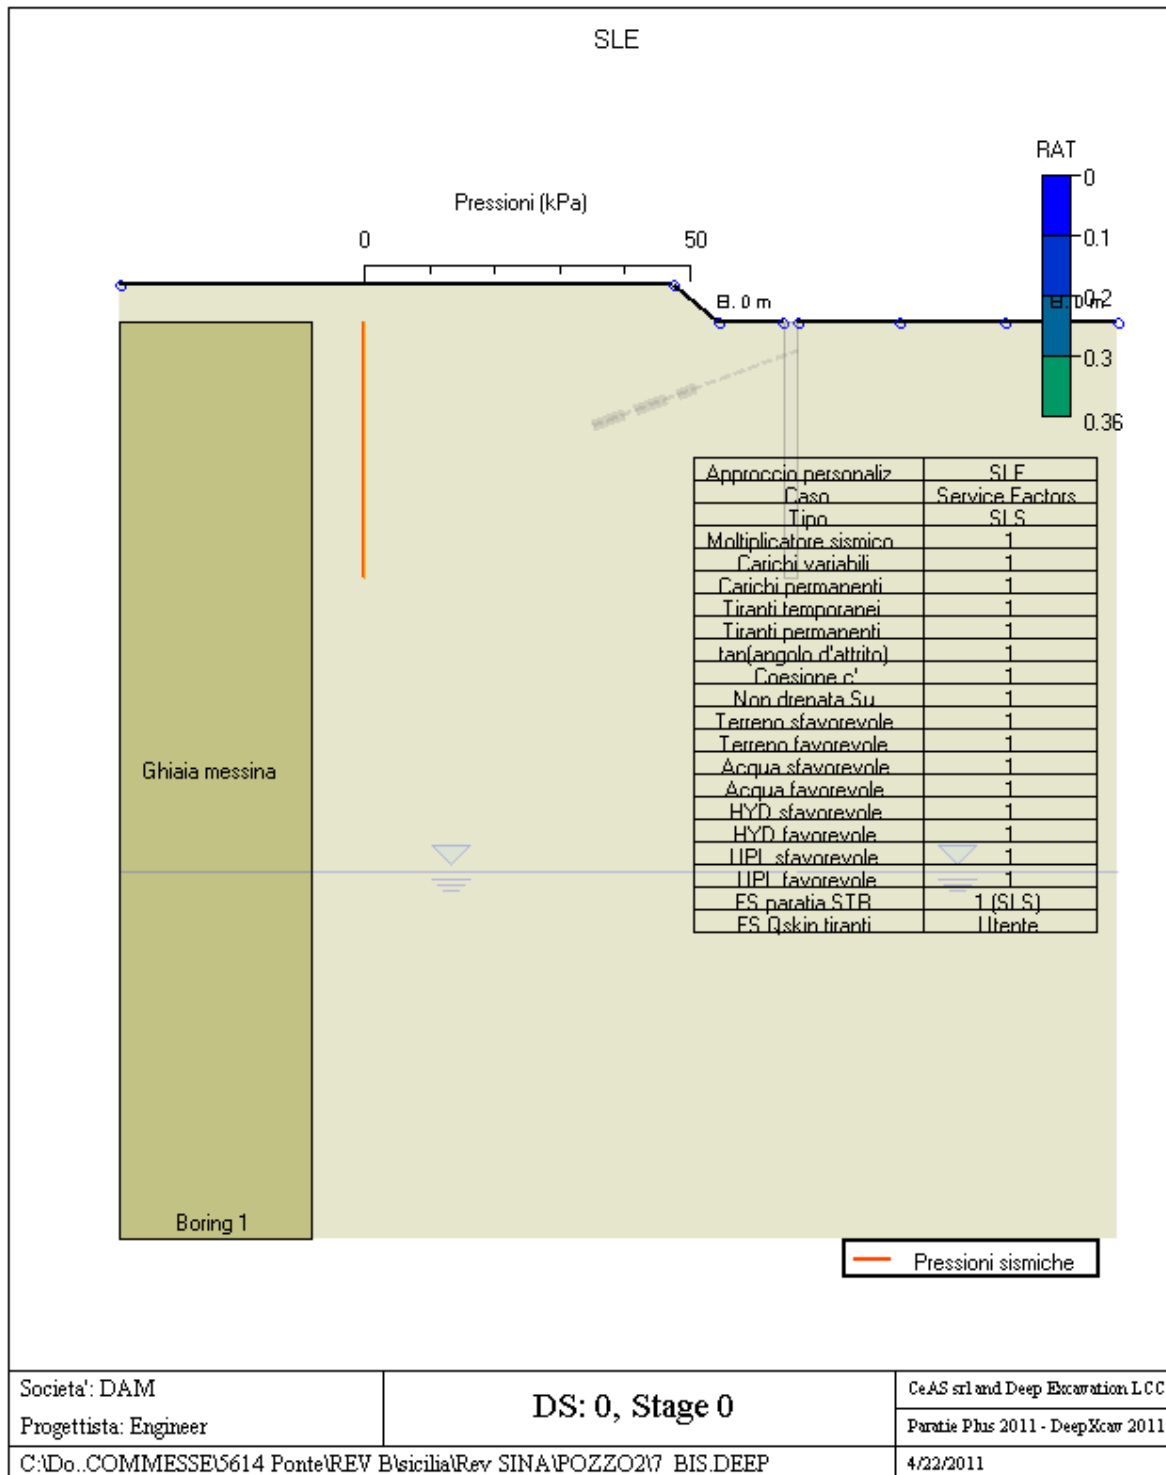 SLE
RAT
0
Pressioni (kPa)
0
50
0.1
El. 0 m
0.2
El. 0 m
0.3
0.36
Approccio personaliz SLE
Caso Service Factors
Tipo SLS
Moltiplicatore sismico 1
Carichi variabili 1
Carichi permanenti 1
Tiranti temporanei 1
Tiranti permanenti 1
tan(angolo d'attrito) 1
Coesione c' 1
Non drenata Su 1
Terreno sfavorevole 1
Terreno favorevole 1
Acqua sfavorevole 1
Acqua favorevole 1
HYD sfavorevole 1
HYD favorevole 1
UPL sfavorevole 1
UPL favorevole 1
FS paratia STR 1 (SLS)
FS Qskin tiranti Utente
Ghiaia messina
Boring 1
Pressioni sismiche
Societa': DAM
Progettista: Engineer
DS: 0, Stage 0
CeAS srl and Deep Excavation LCC
Paratie Plus 2011 - DeepXcav 2011
C:\Do..COMMESSE\5614 Ponte\REV B\sicilia\Rev SINA\POZZO2\7 BIS.DEEP
4/22/2011